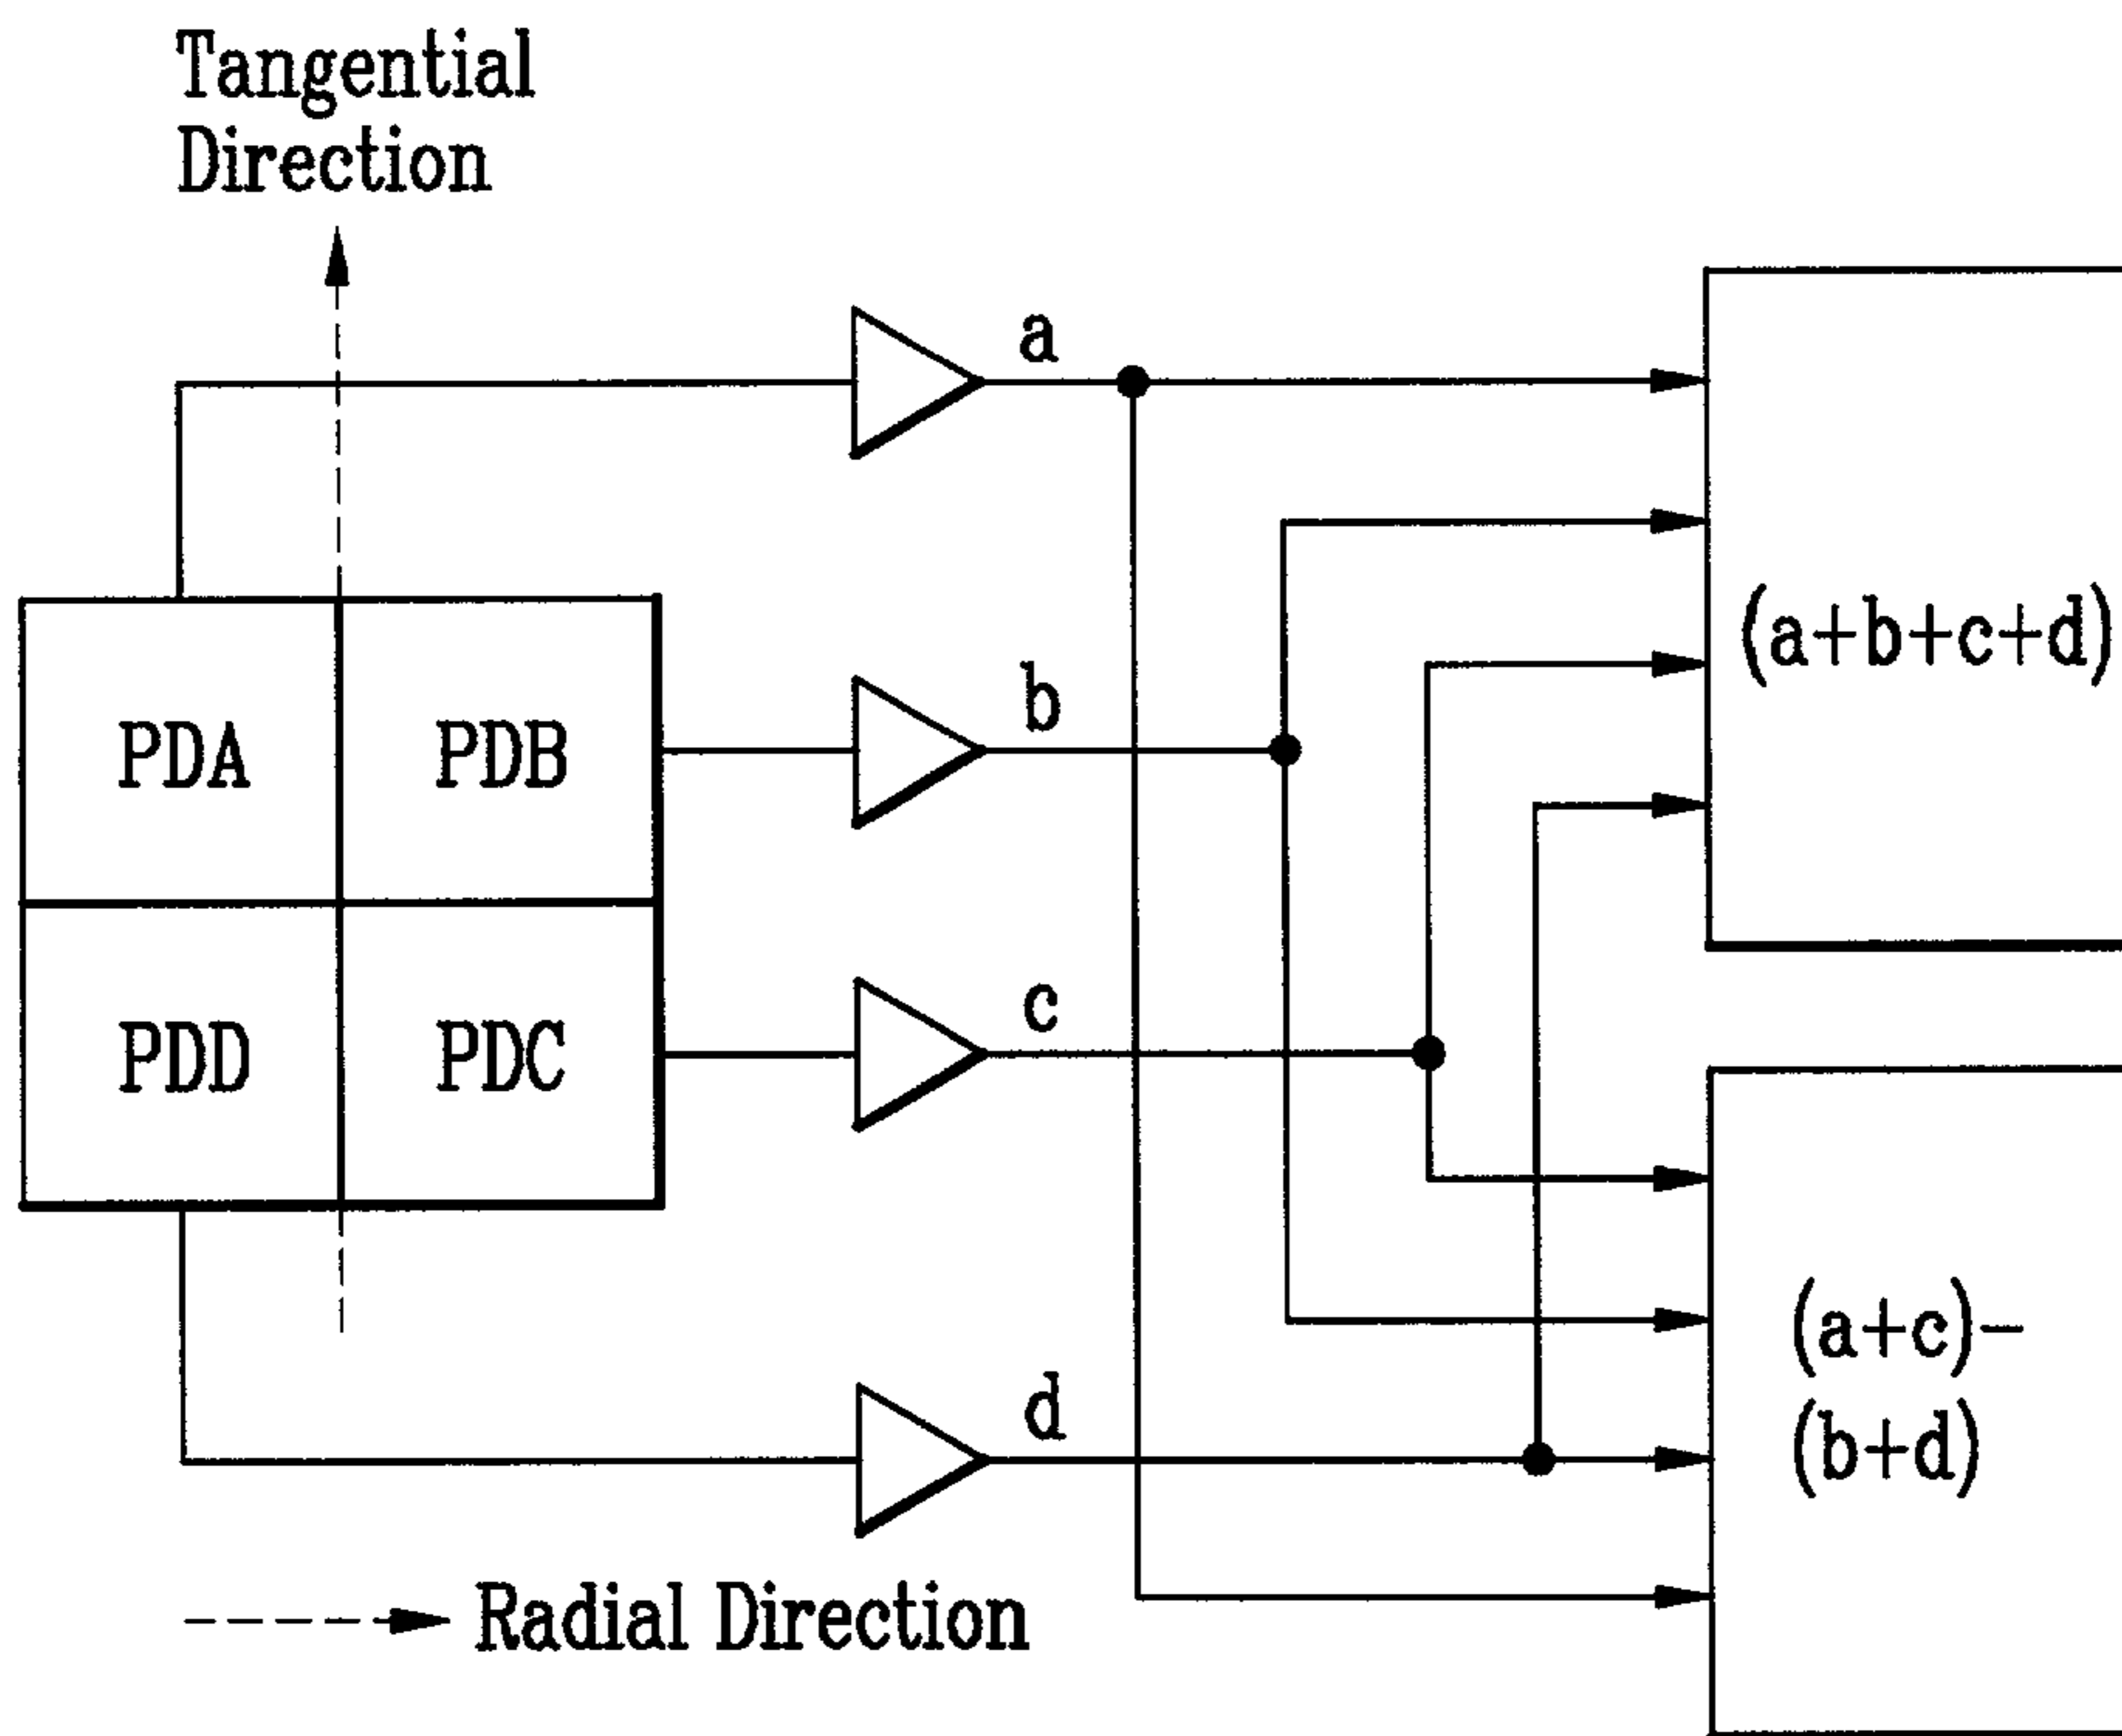 Tangential
Direction
a
(a+b+c+d)
b
PDA
PDB
c
PDD
PDC
(a+c)-
d
(b+d)
Radial Direction